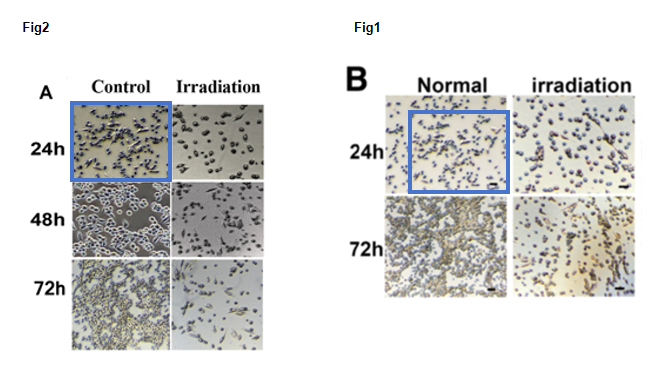 Fig2
Fig1
A
Control Irradiation
24h
48h
72h
B
Normal irradiation
24h
72h